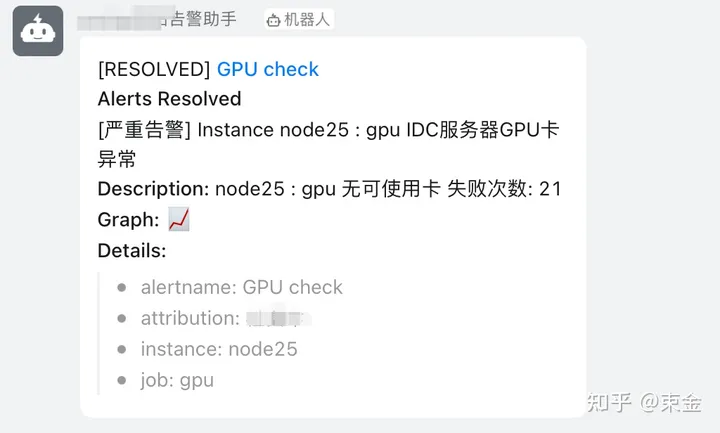 告警助手 机器人
[RESOLVED] GPU check
Alerts Resolved
[严重告警] Instance node25 : gpu IDC服务器GPU卡
异常
Description: node25 : gpu 无可使用卡 失败次数: 21
Graph: 📈
Details:
• alertname: GPU check
• attribution:
• instance: node25
• job: gpu
知乎 @束金